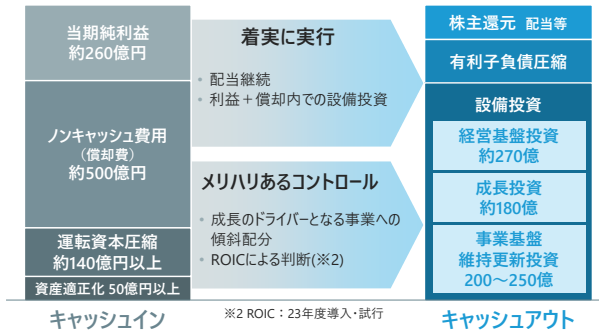 当期純利益
約260億円
ノンキャッシュ費用
（償却費）
約500億円
運転資本圧縮
約140億円以上
資産適正化 50億円以上
キャッシュイン
着実に実行
・ 配当継続
・ 利益＋償却内での設備投資
メリハリあるコントロール
・ 成長のドライバーとなる事業への
傾斜配分
・ ROICによる判断(※2)
※2 ROIC：23年度導入・試行
株主還元 配当等
有利子負債圧縮
設備投資
経営基盤投資
約270億
成長投資
約180億
事業基盤
維持更新投資
200～250億
キャッシュアウト